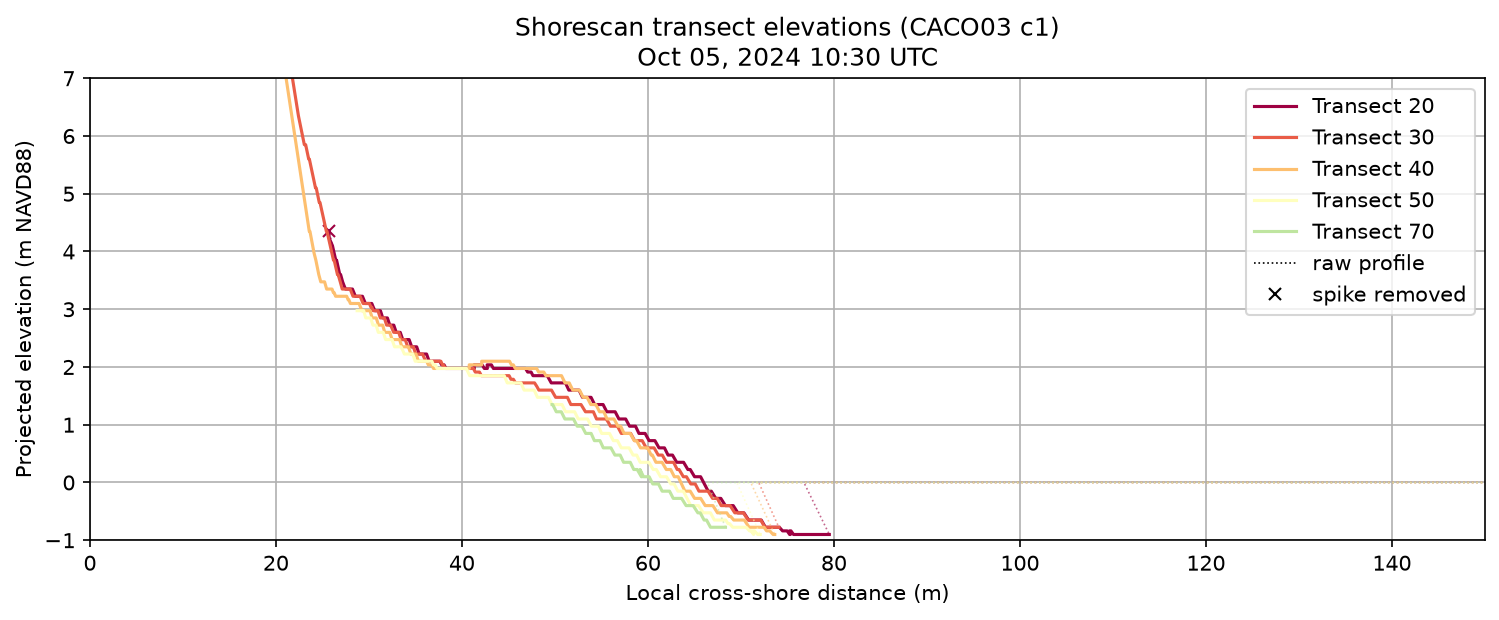 Shorescan transect elevations (CACO03 c1)
Oct 05, 2024 10:30 UTC
Projected elevation (m NAVD88)
7
6
5
4
3
2
1
0
−1
0 20 40 60 80 100 120 140
Local cross-shore distance (m)
Transect 20
Transect 30
Transect 40
Transect 50
Transect 70
raw profile
spike removed